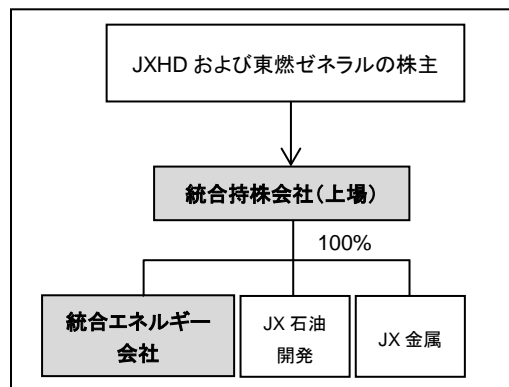 JXHD および東燃ゼネラルの株主
統合持株会社（上場）
100%
統合エネルギー
会社
JX 石油
開発
JX 金属